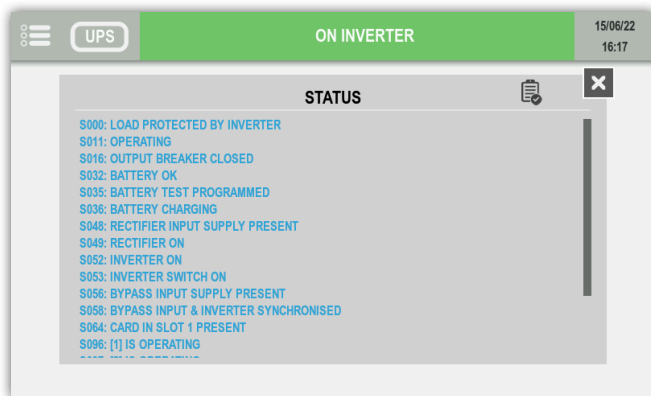 UPS
ON INVERTER
15/06/22
16:17
STATUS
S000: LOAD PROTECTED BY INVERTER
S011: OPERATING
S016: OUTPUT BREAKER CLOSED
S032: BATTERY OK
S035: BATTERY TEST PROGRAMMED
S036: BATTERY CHARGING
S048: RECTIFIER INPUT SUPPLY PRESENT
S049: RECTIFIER ON
S052: INVERTER ON
S053: INVERTER SWITCH ON
S056: BYPASS INPUT SUPPLY PRESENT
S058: BYPASS INPUT & INVERTER SYNCHRONISED
S064: CARD IN SLOT 1 PRESENT
S096: [1] IS OPERATING